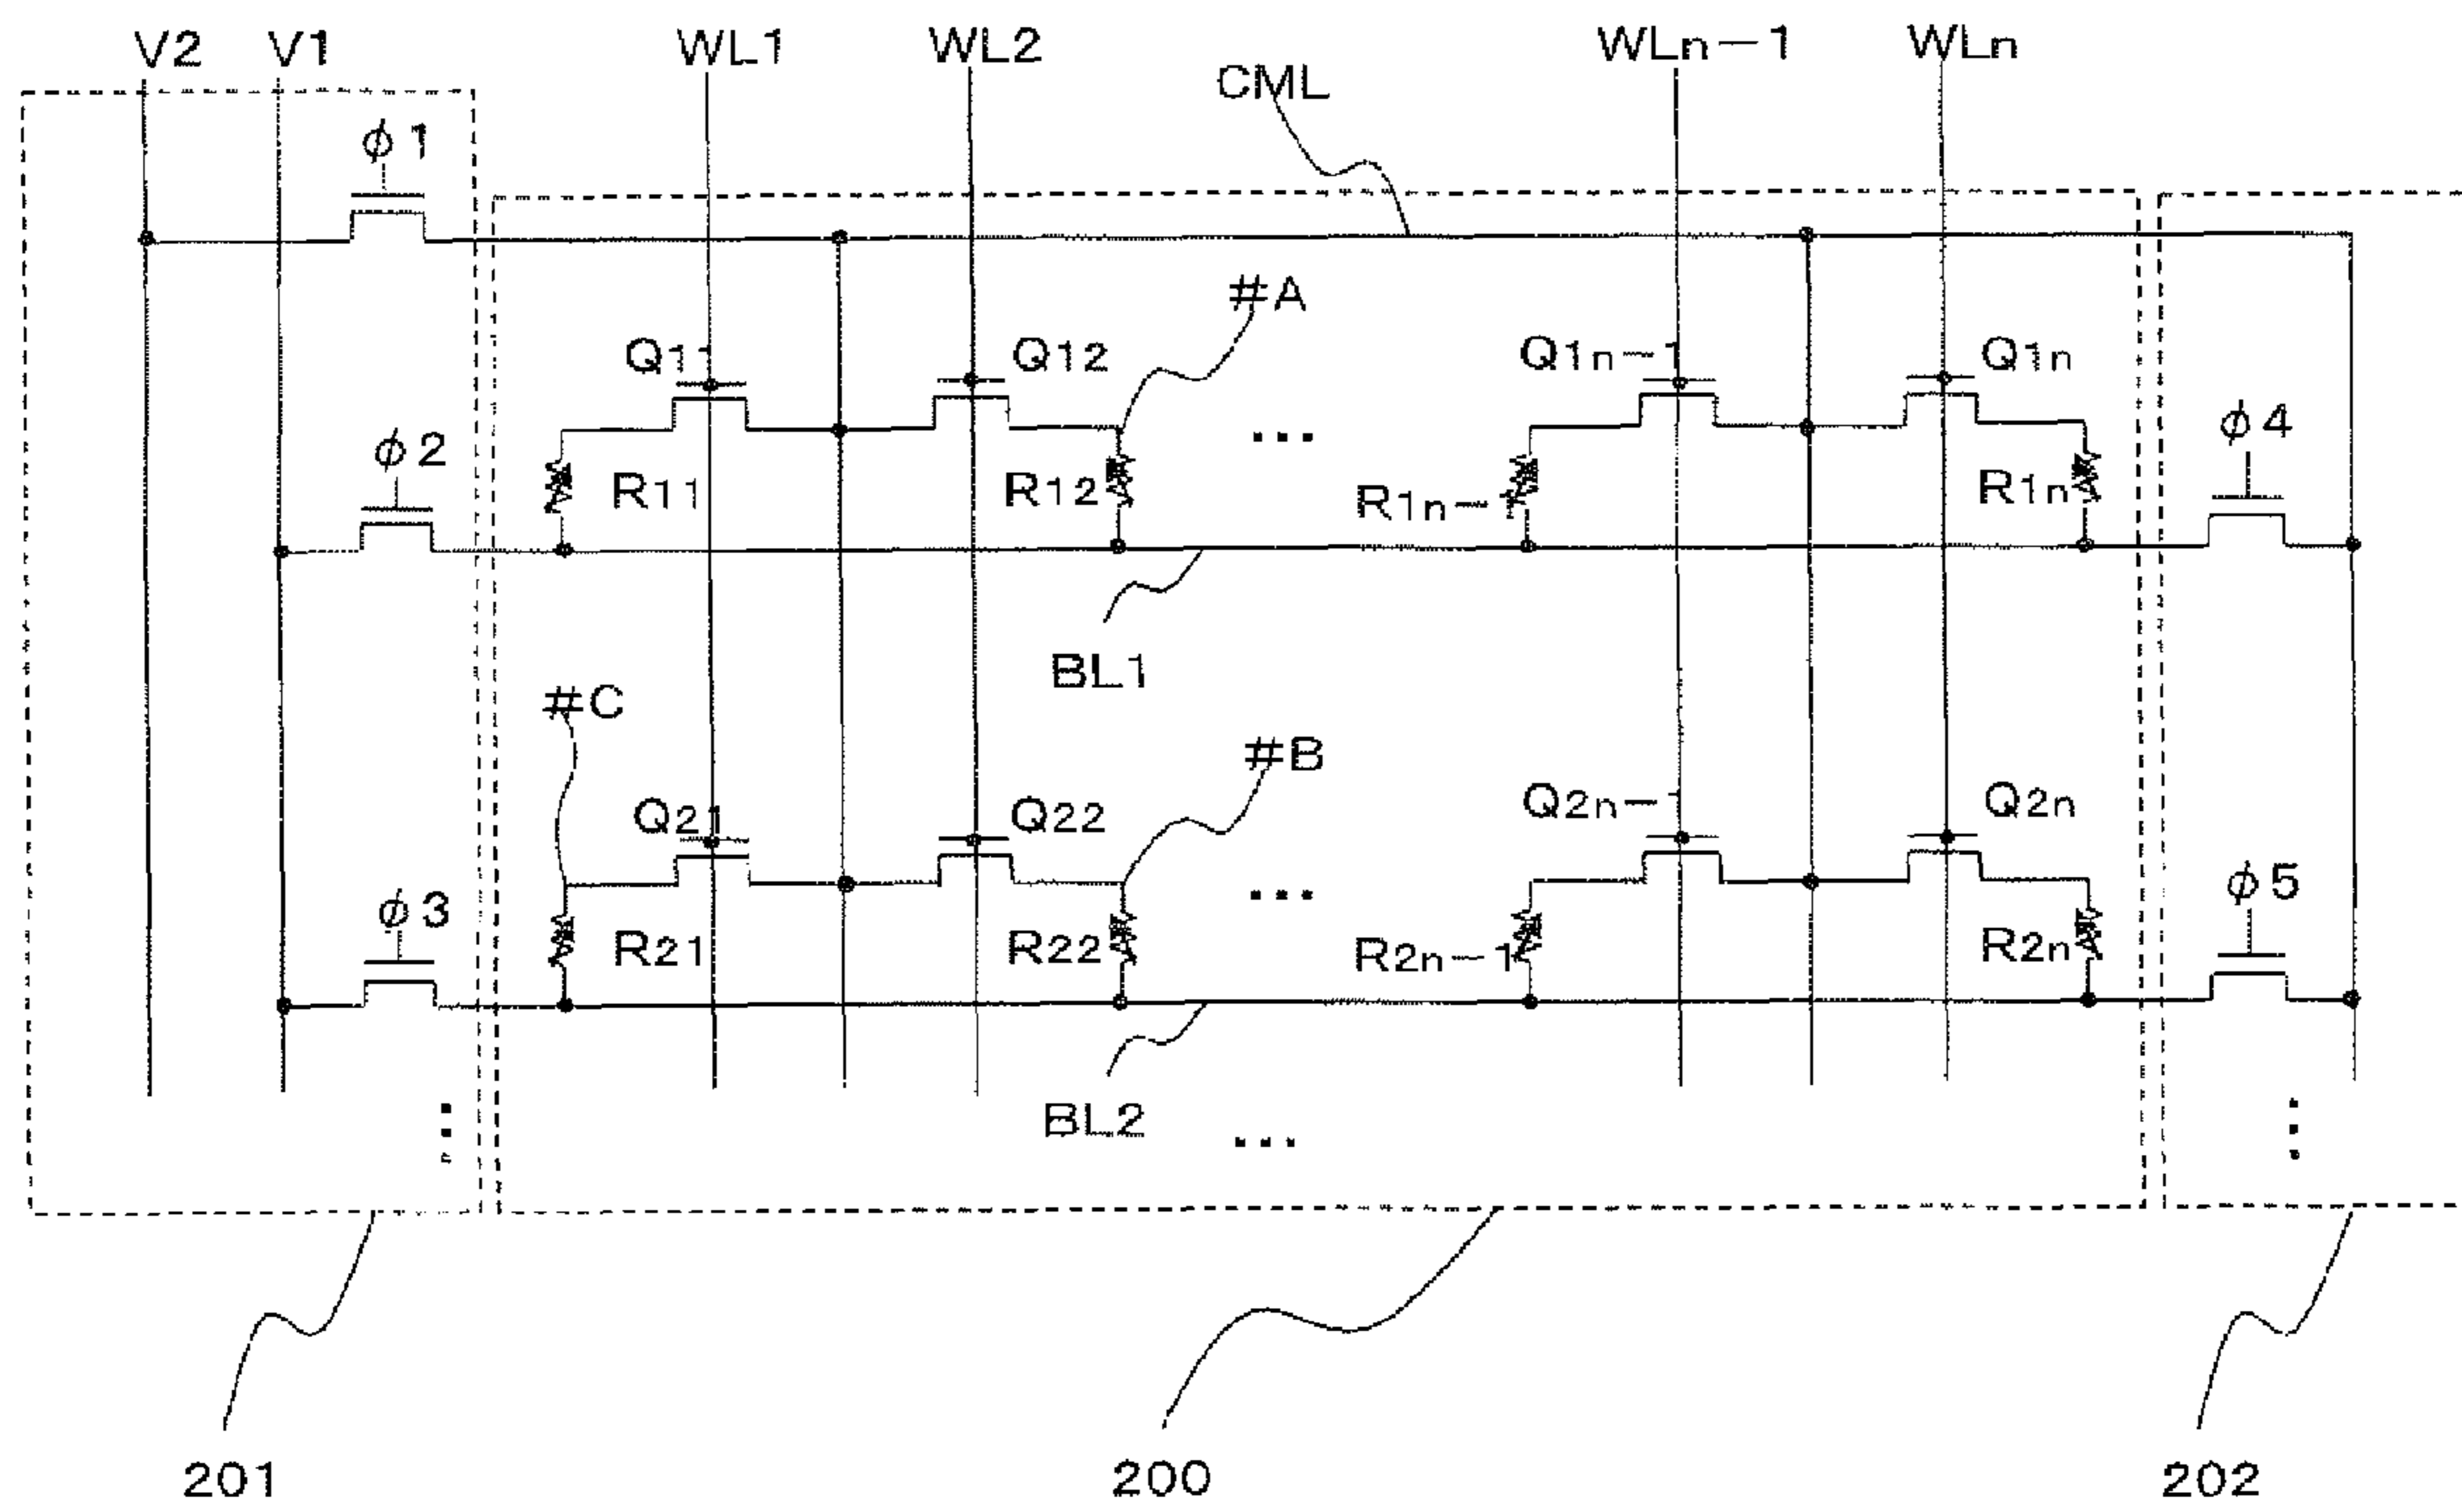 V2 V1 WL1 WL2 WLn-1 WLn
CML
φ1
#A
Q11 Q12 Q1n-1 Q1n
φ2 φ4
R11 R12 R1n-1 R1n
BL1
#C
#B
Q21 Q22 Q2n-1 Q2n
φ3 φ5
R21 R22 R2n-1 R2n
BL2
201 200 202